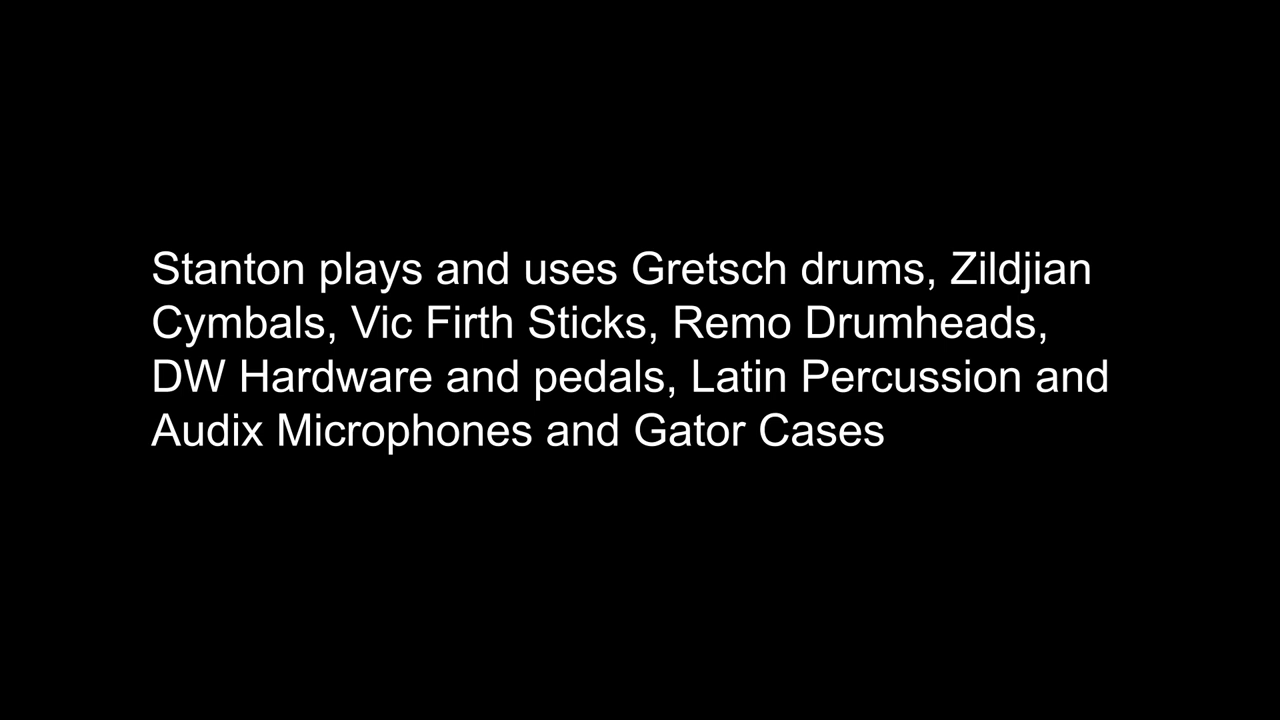 Stanton plays and uses Gretsch drums, Zildjian
Cymbals, Vic Firth Sticks, Remo Drumheads,
DW Hardware and pedals, Latin Percussion and
Audix Microphones and Gator Cases